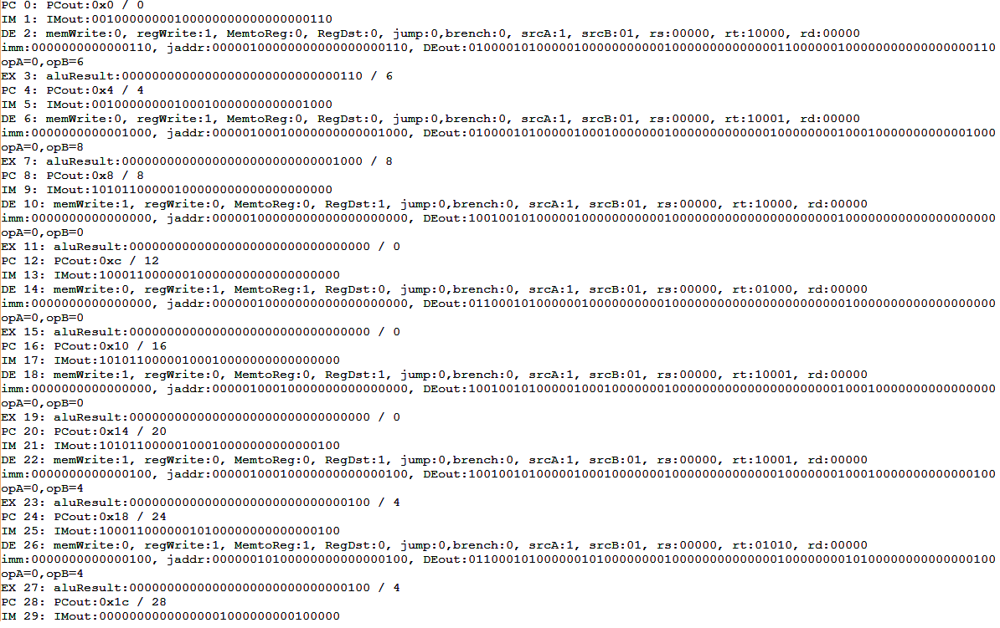 PC 0: PCout:0x0 / 0
IM 1: IMout:00100000000100000000000000000110
DE 2: memWrite:0, regWrite:1, MemtoReg:0, RegDst:0, jump:0,brench:0, srcA:1, srcB:01, rs:00000, rt:10000, rd:00000
imm:0000000000000110, jaddr:00000100000000000000000110, DEout:0100001010000010000000000010000000000000011000000100000000000000000110
opA=0,opB=6
EX 3: aluResult:00000000000000000000000000000110 / 6
PC 4: PCout:0x4 / 4
IM 5: IMout:00100000000100010000000000001000
DE 6: memWrite:0, regWrite:1, MemtoReg:0, RegDst:0, jump:0,brench:0, srcA:1, srcB:01, rs:00000, rt:10001, rd:00000
imm:0000000000001000, jaddr:00000100010000000000001000, DEout:0100001010000010001000000010000000000000100000000100010000000000001000
opA=0,opB=8
EX 7: aluResult:00000000000000000000000000001000 / 8
PC 8: PCout:0x8 / 8
IM 9: IMout:10101100000100000000000000000000
DE 10: memWrite:1, regWrite:0, MemtoReg:0, RegDst:1, jump:0,brench:0, srcA:1, srcB:01, rs:00000, rt:10000, rd:00000
imm:0000000000000000, jaddr:00000100000000000000000000, DEout:1001001010000010000000000010000000000000000000000100000000000000000000
opA=0,opB=0
EX 11: aluResult:00000000000000000000000000000000 / 0
PC 12: PCout:0xc / 12
IM 13: IMout:10001100000010000000000000000000
DE 14: memWrite:0, regWrite:1, MemtoReg:1, RegDst:0, jump:0,brench:0, srcA:1, srcB:01, rs:00000, rt:01000, rd:00000
imm:0000000000000000, jaddr:00000010000000000000000000, DEout:0110001010000001000000000010000000000000000000000010000000000000000000
opA=0,opB=0
EX 15: aluResult:00000000000000000000000000000000 / 0
PC 16: PCout:0x10 / 16
IM 17: IMout:10101100000100010000000000000000
DE 18: memWrite:1, regWrite:0, MemtoReg:0, RegDst:1, jump:0,brench:0, srcA:1, srcB:01, rs:00000, rt:10001, rd:00000
imm:0000000000000000, jaddr:00000100010000000000000000, DEout:1001001010000010001000000010000000000000000000000100010000000000000000
opA=0,opB=0
EX 19: aluResult:00000000000000000000000000000000 / 0
PC 20: PCout:0x14 / 20
IM 21: IMout:10101100000100010000000000000100
DE 22: memWrite:1, regWrite:0, MemtoReg:0, RegDst:1, jump:0,brench:0, srcA:1, srcB:01, rs:00000, rt:10001, rd:00000
imm:0000000000000100, jaddr:00000100010000000000000100, DEout:1001001010000010001000000010000000000000010000000100010000000000000100
opA=0,opB=4
EX 23: aluResult:00000000000000000000000000000100 / 4
PC 24: PCout:0x18 / 24
IM 25: IMout:10001100000010100000000000000100
DE 26: memWrite:0, regWrite:1, MemtoReg:1, RegDst:0, jump:0,brench:0, srcA:1, srcB:01, rs:00000, rt:01010, rd:00000
imm:0000000000000100, jaddr:00000010100000000000000100, DEout:0110001010000001010000000010000000000000010000000010100000000000000100
opA=0,opB=4
EX 27: aluResult:00000000000000000000000000000100 / 4
PC 28: PCout:0x1c / 28
IM 29: IMout:00000000000000001000000000100000